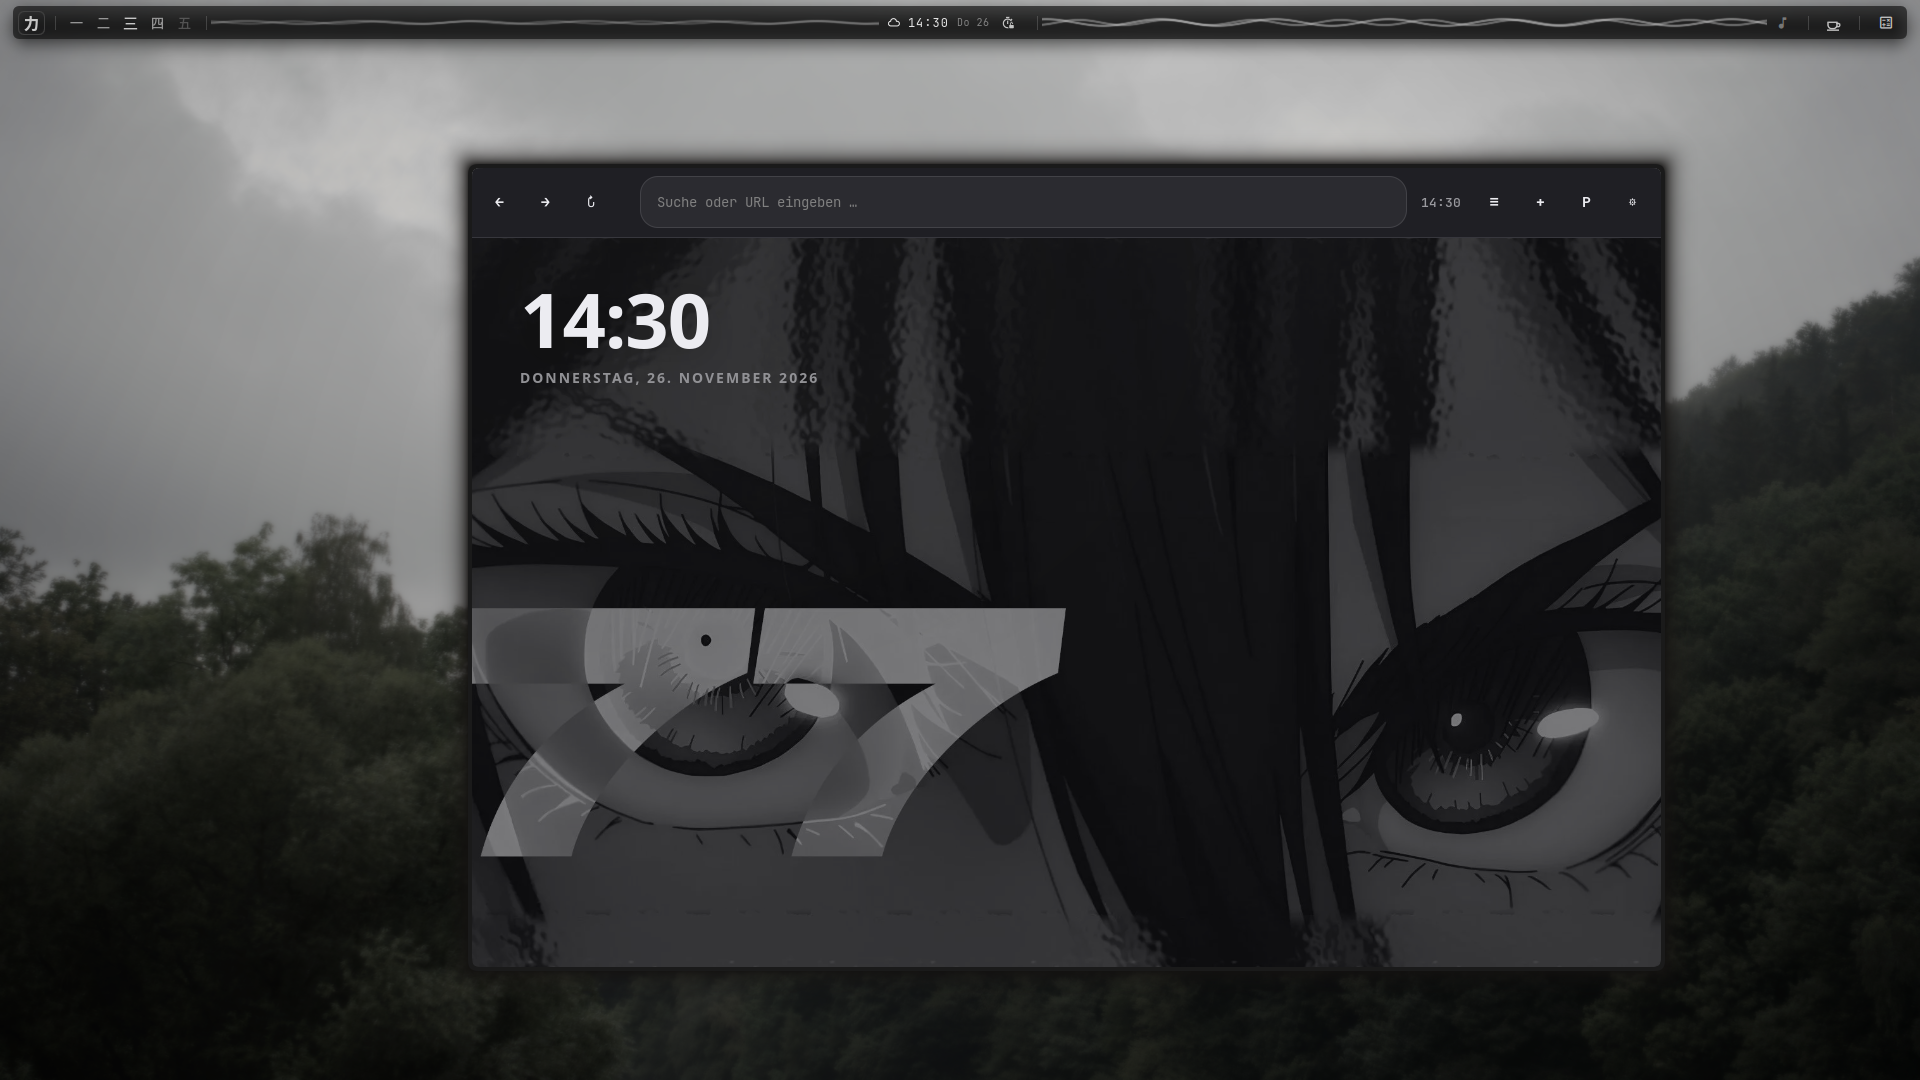 力 一 二 三 四 五 14:30 Do 26
Suche oder URL eingeben … 14:30 P
14:30
DONNERSTAG, 26. NOVEMBER 2026
77